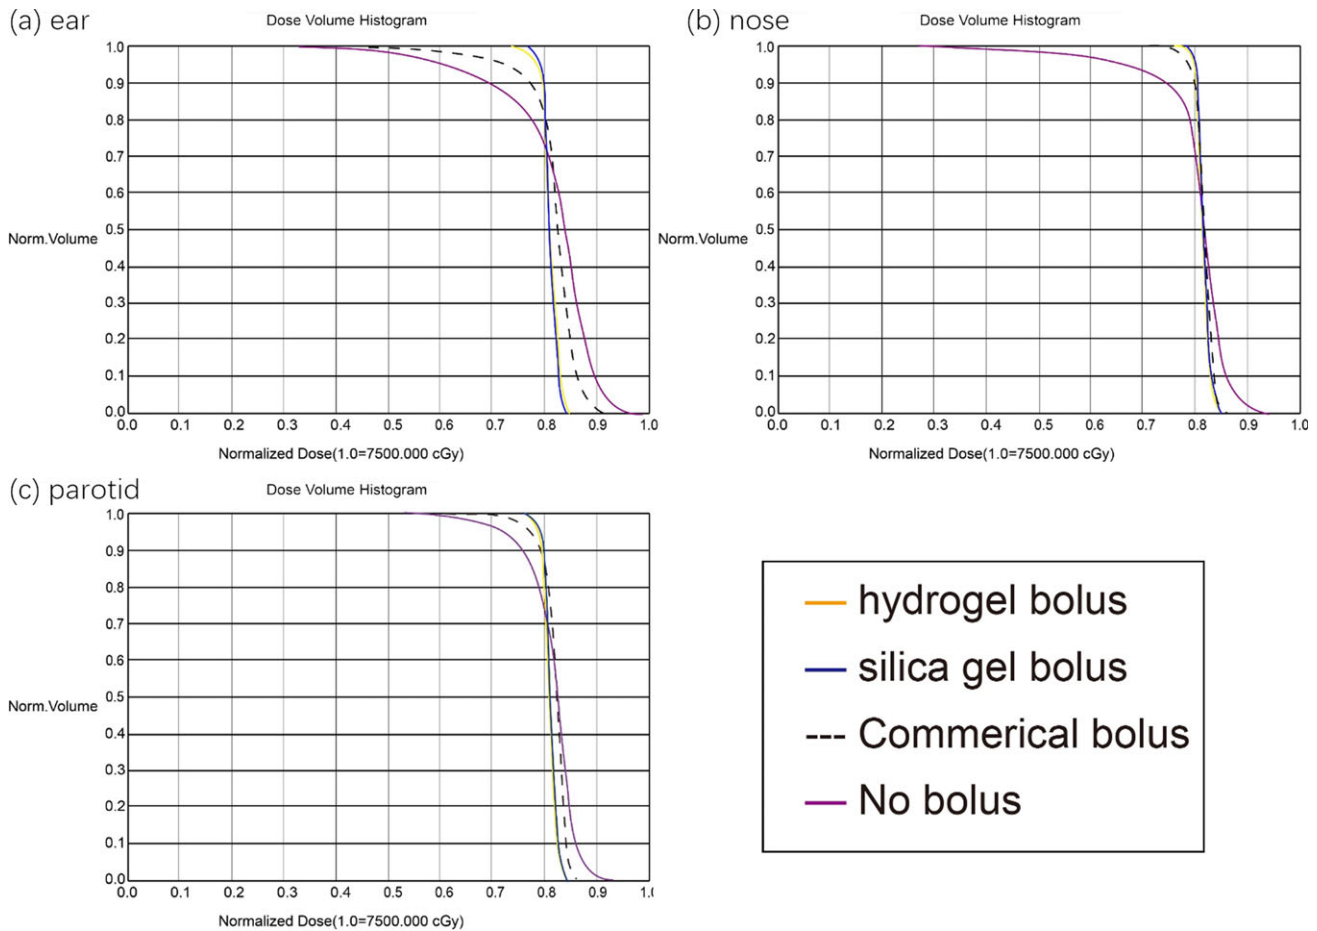 (a) ear
Dose Volume Histogram
1.0
0.9
0.8
0.7
0.6
0.5
Norm.Volume
0.4
0.3
0.2
0.1
0.0
0.0 0.1 0.2 0.3 0.4 0.5 0.6 0.7 0.8 0.9 1.0
Normalized Dose(1.0=7500.000 cGy)
(b) nose
Dose Volume Histogram
1.0
0.9
0.8
0.7
0.6
0.5
Norm.Volume
0.4
0.3
0.2
0.1
0.0
0.0 0.1 0.2 0.3 0.4 0.5 0.6 0.7 0.8 0.9 1.0
Normalized Dose(1.0=7500.000 cGy)
(c) parotid
Dose Volume Histogram
1.0
0.9
0.8
0.7
0.6
0.5
Norm.Volume
0.4
0.3
0.2
0.1
0.0
0.0 0.1 0.2 0.3 0.4 0.5 0.6 0.7 0.8 0.9 1.0
Normalized Dose(1.0=7500.000 cGy)
hydrogel bolus
silica gel bolus
Commerical bolus
No bolus